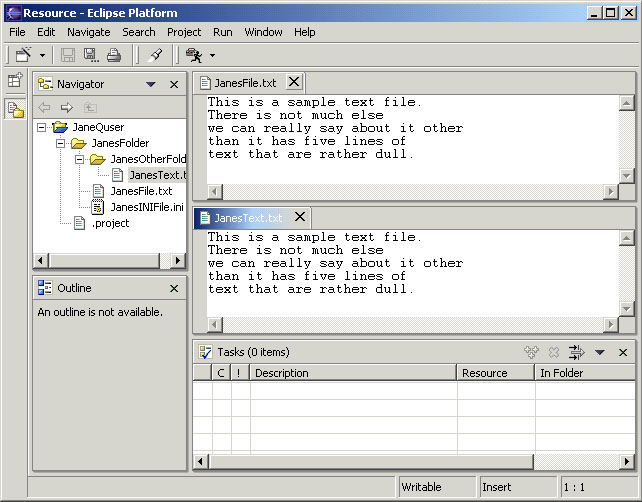 Resource - Eclipse Platform
File Edit Navigate Search Project Run Window Help
Navigator
JaneQuser
JanesFolder
JanesOtherFold
JanesText.t
JanesFile.txt
JanesINIFile.ini
.project
Outline
An outline is not available.
JanesFile.txt
This is a sample text file.
There is not much else
we can really say about it other
than it has five lines of
text that are rather dull.
JanesText.txt
This is a sample text file.
There is not much else
we can really say about it other
than it has five lines of
text that are rather dull.
Tasks (0 items)
C ! Description Resource In Folder
Writable Insert 1 : 1